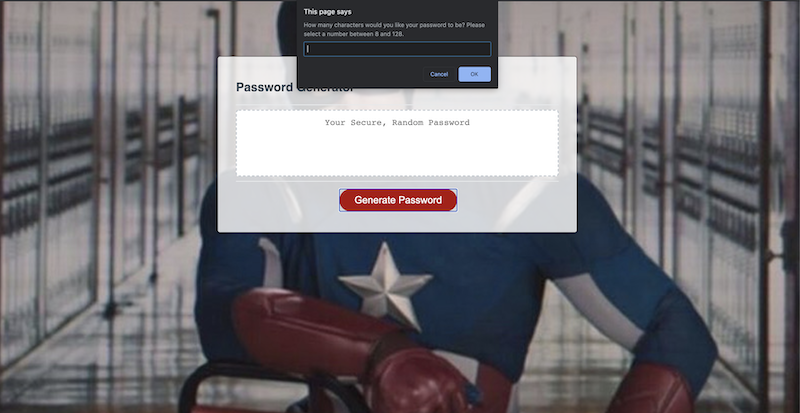 This page says
How many characters would you like your password to be? Please
select a number between 8 and 128.
Cancel
OK
Password Generator
Your Secure, Random Password
Generate Password